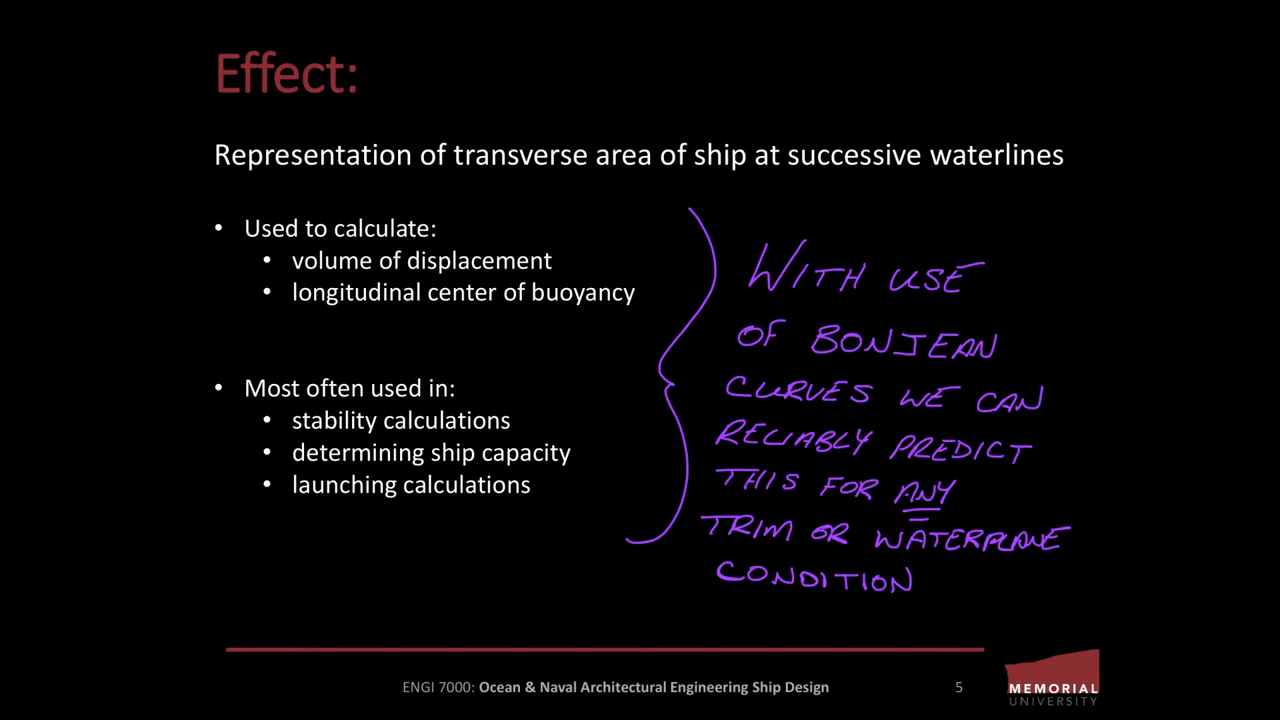 Effect:
Representation of transverse area of ship at successive waterlines
• Used to calculate:
• volume of displacement
• longitudinal center of buoyancy
• Most often used in:
• stability calculations
• determining ship capacity
• launching calculations
WITH USE
OF BONJEAN
CURVES WE CAN
RELIABLY PREDICT
THIS FOR ANY
TRIM OR WATERPLANE
CONDITION
ENGI 7000: Ocean & Naval Architectural Engineering Ship Design
5
MEMORIAL
UNIVERSITY